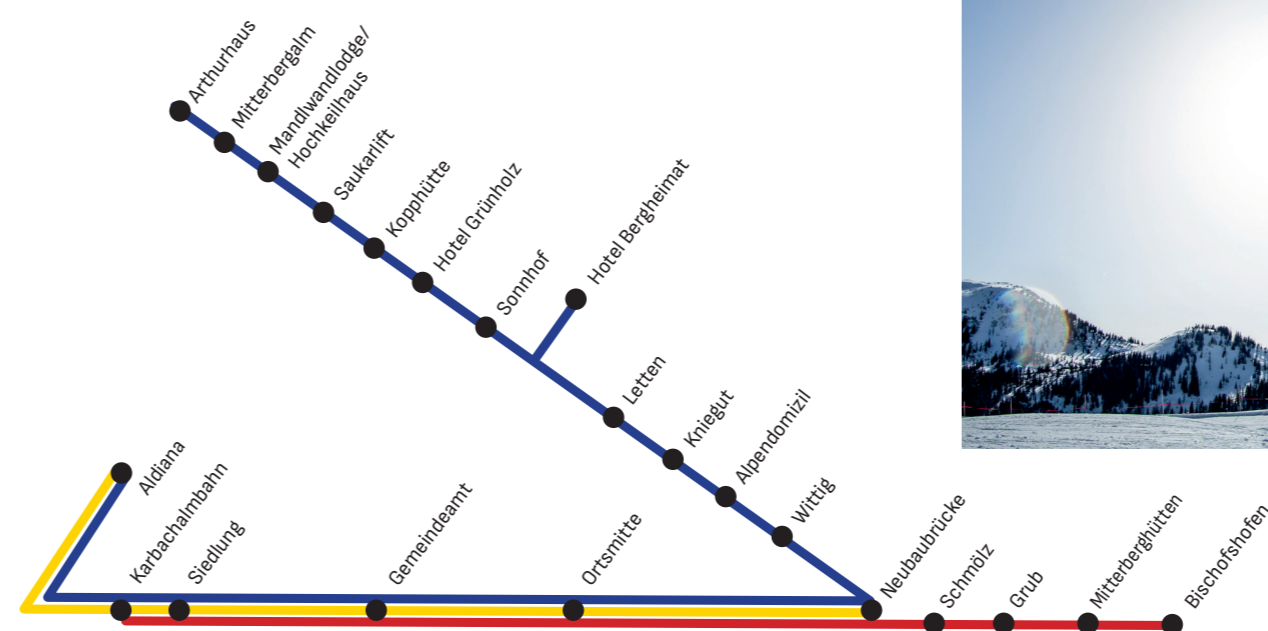 Arthurhaus
Mitterbergalm
Mandlwandlodge/
Hochkeilhaus
Saukarlift
Kopphütte
Hotel Grünholz
Sonnhof
Hotel Bergheimat
Letten
Kniegut
Alpendomizil
Wittig
Aldiana
Karbachalmbahn
Siedlung
Gemeindeamt
Ortsmitte
Neubaubrücke
Schmölz
Grub
Mitterberghütten
Bischofshofen